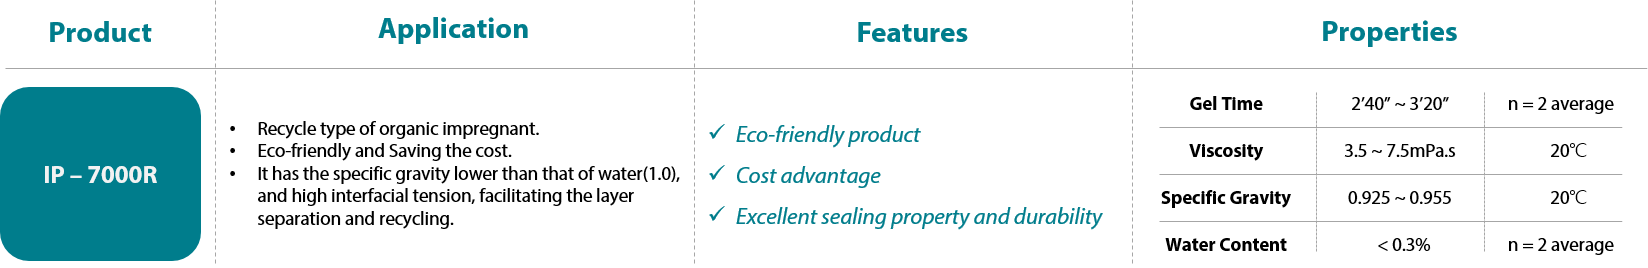 Product
Application
Features
Properties
IP – 7000R
• Recycle type of organic impregnant.
• Eco-friendly and Saving the cost.
• It has the specific gravity lower than that of water(1.0),
and high interfacial tension, facilitating the layer
separation and recycling.
✓ Eco-friendly product
✓ Cost advantage
✓ Excellent sealing property and durability
Gel Time 2’40” ~ 3’20” n = 2 average
Viscosity 3.5 ~ 7.5mPa.s 20℃
Specific Gravity 0.925 ~ 0.955 20℃
Water Content < 0.3% n = 2 average